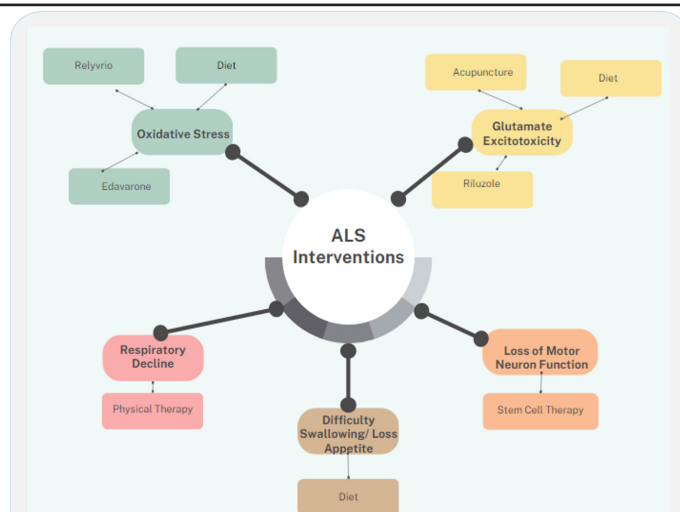 Relyvrio
Diet
Acupuncture
Diet
Oxidative Stress
Glutamate
Excitotoxicity
Edavarone
Riluzole
ALS
Interventions
Respiratory
Decline
Loss of Motor
Neuron Function
Physical Therapy
Stem Cell Therapy
Difficulty
Swallowing/ Loss
Appetite
Diet